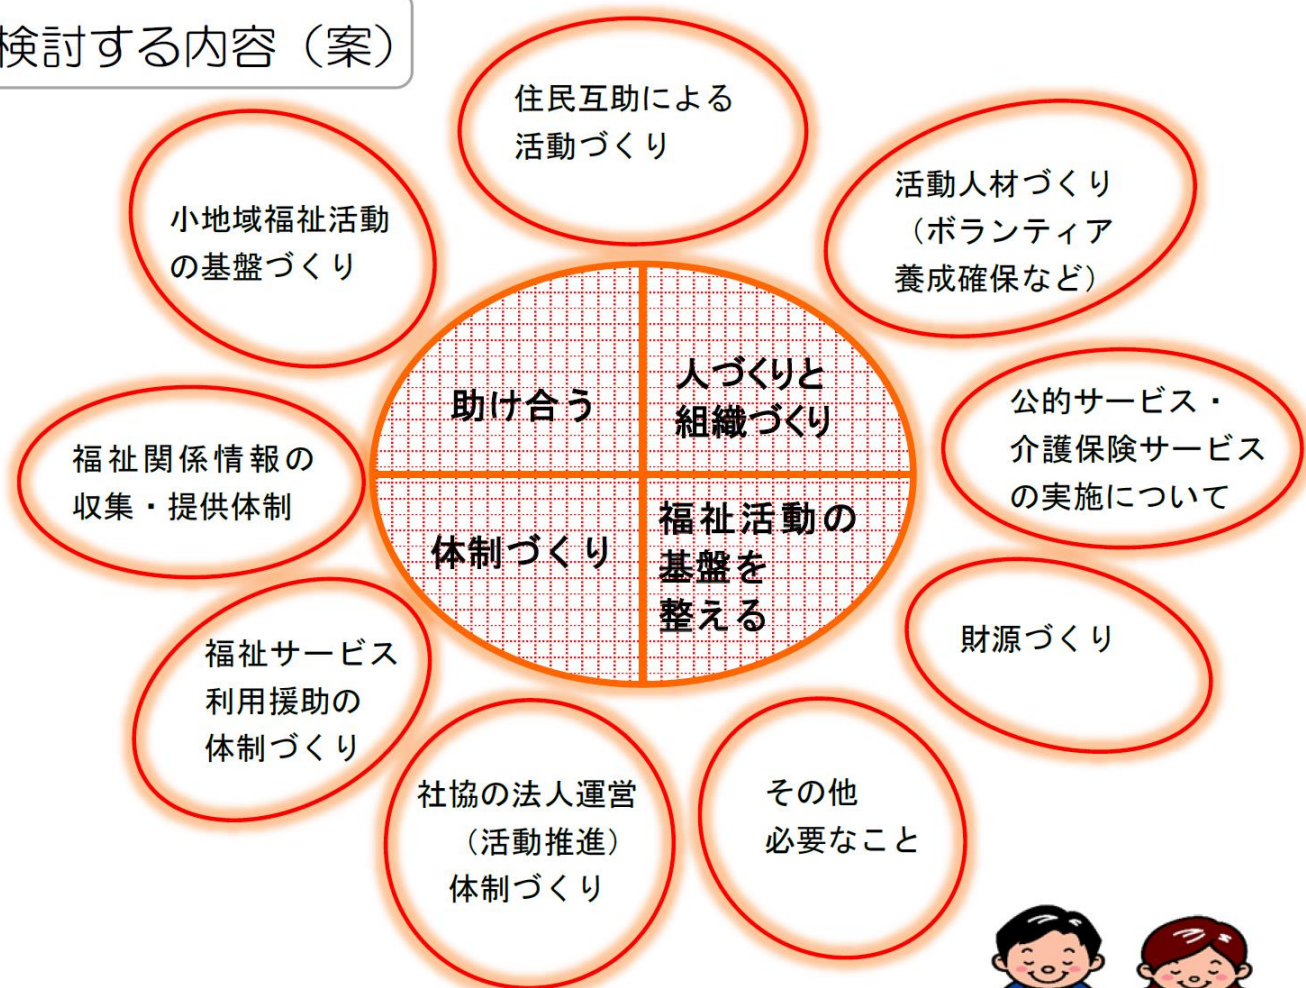 検討する内容（案）
住民互助による
活動づくり
活動人材づくり
（ボランティア
養成確保など）
小地域福祉活動
の基盤づくり
公的サービス・
介護保険サービス
の実施について
福祉関係情報の
収集・提供体制
助け合う
人づくりと
組織づくり
体制づくり
福祉活動の
基盤を
整える
財源づくり
福祉サービス
利用援助の
体制づくり
社協の法人運営
（活動推進）
体制づくり
その他
必要なこと